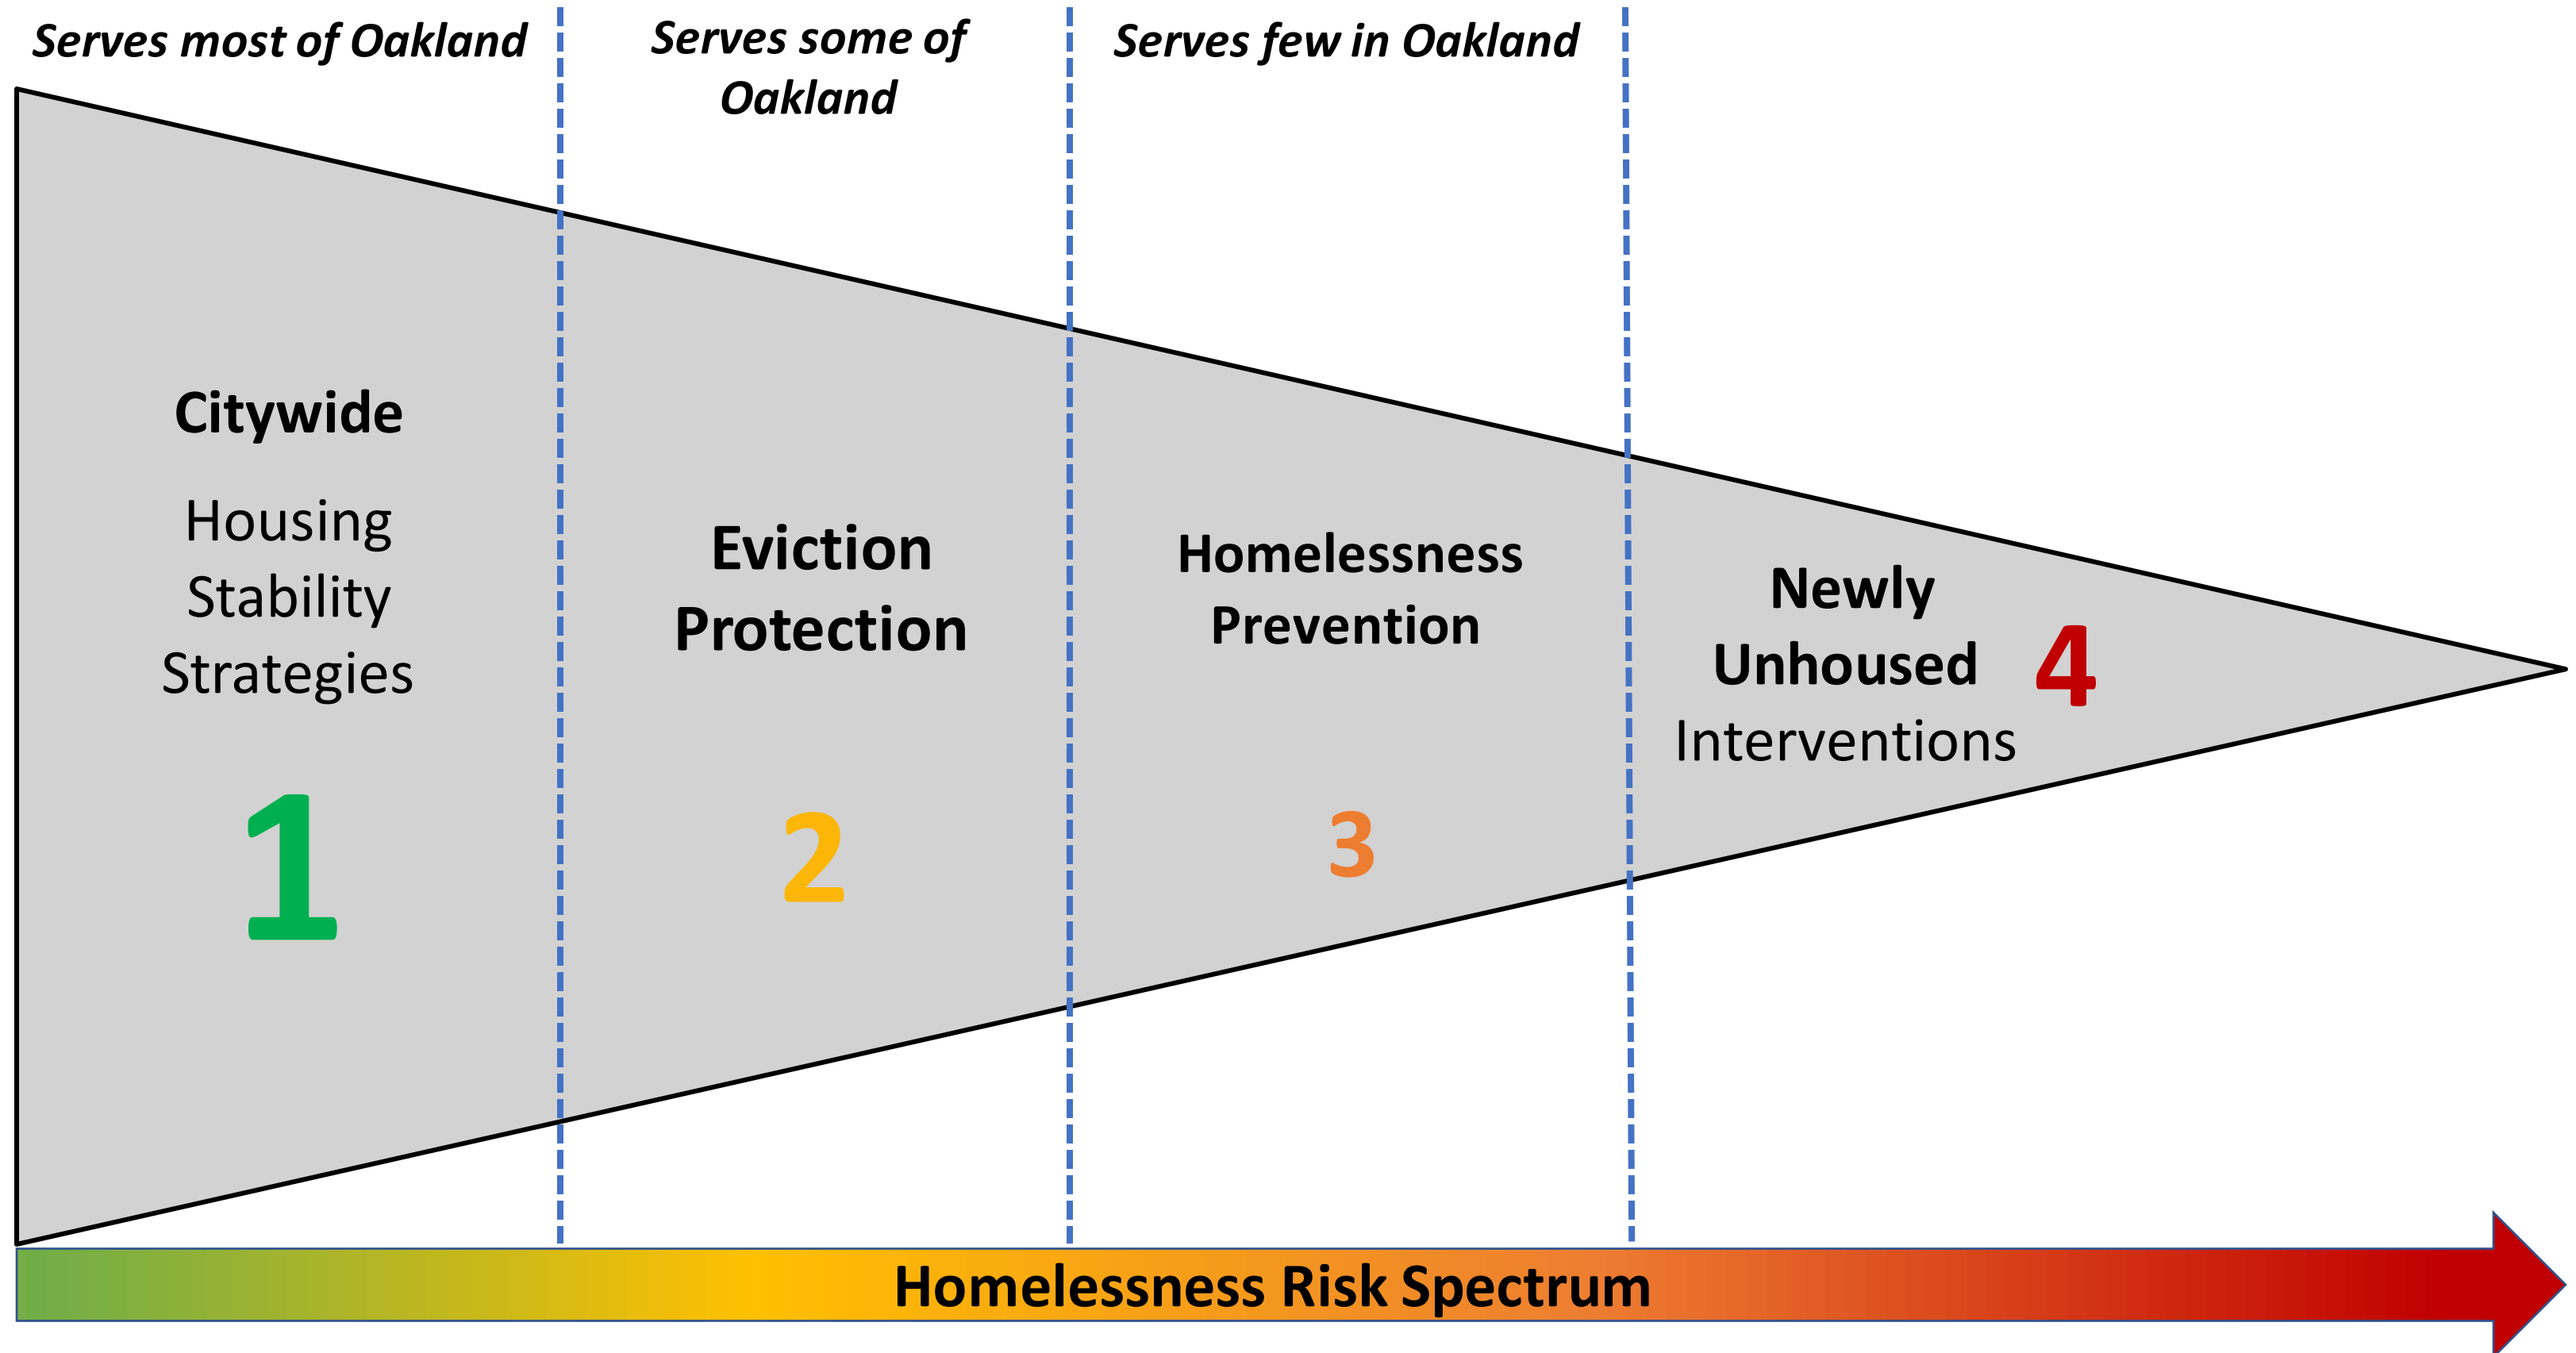 Serves most of Oakland
Serves some of
Oakland
Serves few in Oakland
Citywide
Housing
Stability
Strategies
1
Eviction
Protection
2
Homelessness
Prevention
3
Newly
Unhoused
Interventions
4
Homelessness Risk Spectrum